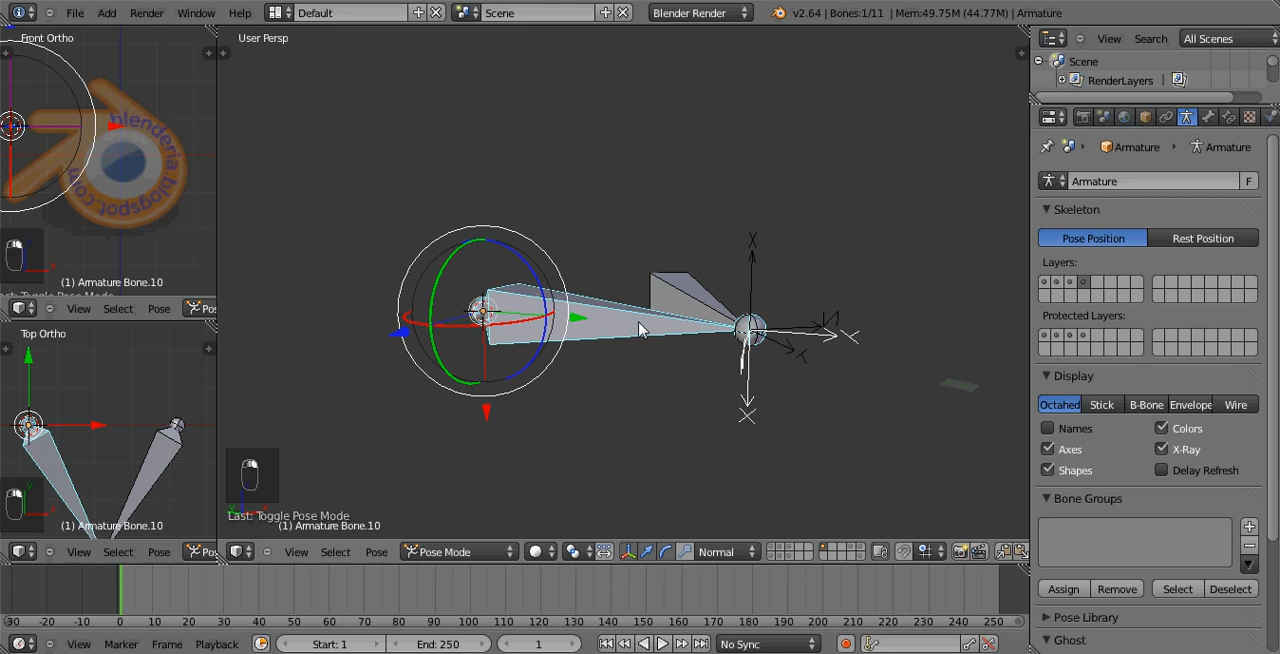 File Add Render Window Help Default Scene Blender Render v2.64 | Bones:1/11 | Mem:49.75M (44.77M) | Armature
Front Ortho
blenderia.blogspot.com
(1) Armature Bone.10
View Select Pose Po
Top Ortho
(1) Armature Bone.10
View Select Pose Po
User Persp
X
X
X
Last: Toggle Pose Mode
(1) Armature Bone.10
View Select Pose Pose Mode Normal
View Search All Scenes
Scene
RenderLayers |
Armature Armature
Armature F
Skeleton
Pose Position Rest Position
Layers:
Protected Layers:
Display
Octahed Stick B-Bone Envelope Wire
Names Colors
Axes X-Ray
Shapes Delay Refresh
Bone Groups
Assign Remove Select Deselect
Pose Library
Ghost
-30 -20 -10 0 10 20 30 40 50 60 70 80 90 100 110 120 130 140 150 160 170 180 190 200 210 220 230 240 250
View Marker Frame Playback Start: 1 End: 250 1 No Sync